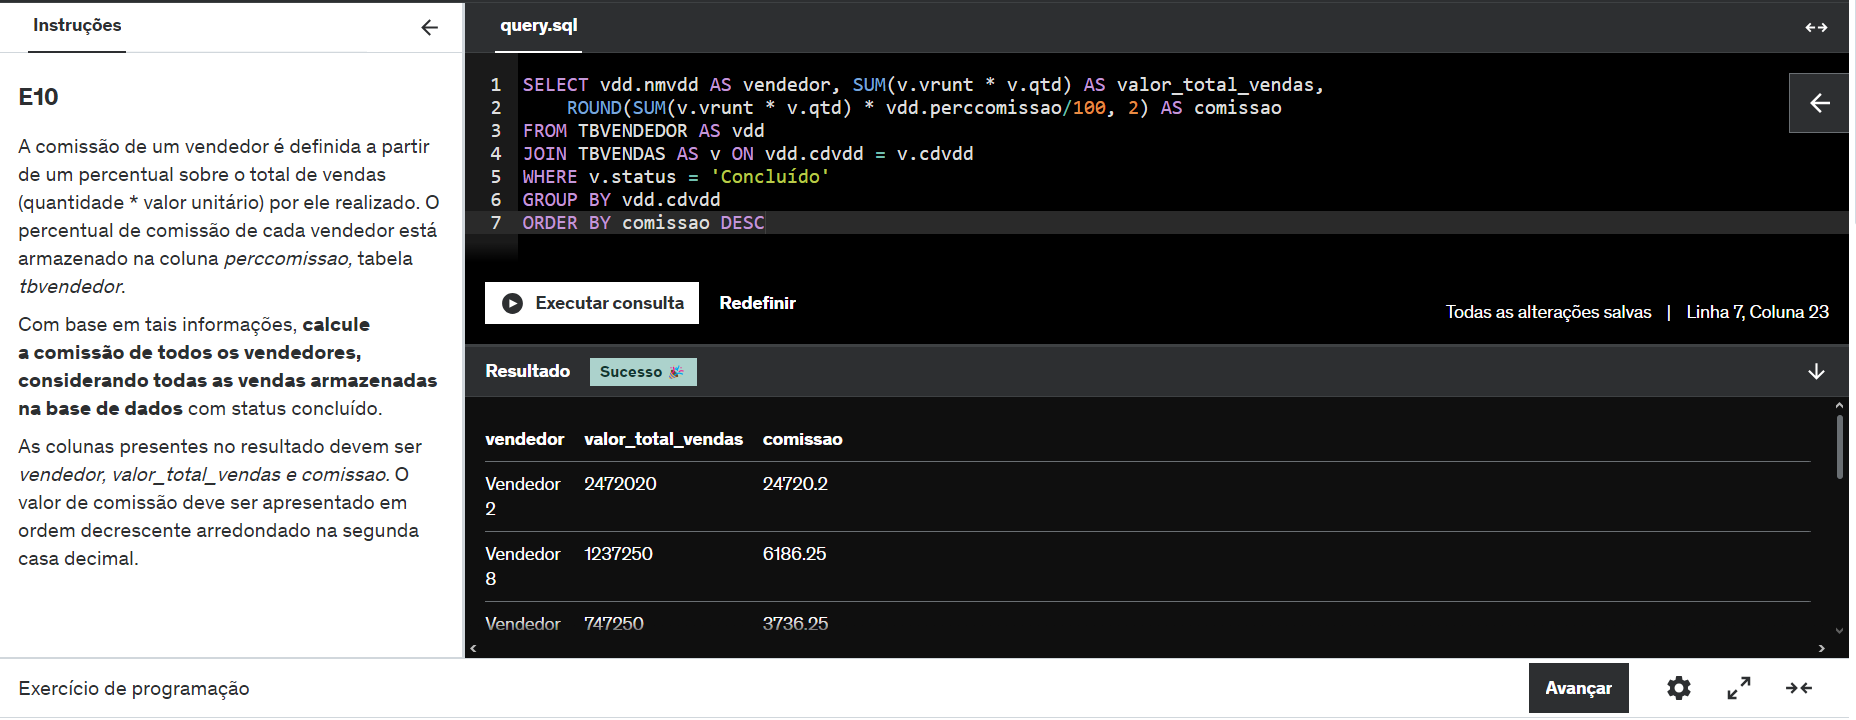 Instruções
E10
A comissão de um vendedor é definida a partir
de um percentual sobre o total de vendas
(quantidade * valor unitário) por ele realizado. O
percentual de comissão de cada vendedor está
armazenado na coluna perccomissao, tabela
tbvendedor.
Com base em tais informações, calcule
a comissão de todos os vendedores,
considerando todas as vendas armazenadas
na base de dados com status concluído.
As colunas presentes no resultado devem ser
vendedor, valor_total_vendas e comissao. O
valor de comissão deve ser apresentado em
ordem decrescente arredondado na segunda
casa decimal.
query.sql
1 SELECT vdd.nmvdd AS vendedor, SUM(v.vrunt * v.qtd) AS valor_total_vendas,
2 ROUND(SUM(v.vrunt * v.qtd) * vdd.perccomissao/100, 2) AS comissao
3 FROM TBVENDEDOR AS vdd
4 JOIN TBVENDAS AS v ON vdd.cdvdd = v.cdvdd
5 WHERE v.status = 'Concluído'
6 GROUP BY vdd.cdvdd
7 ORDER BY comissao DESC
Executar consulta Redefinir
Todas as alterações salvas | Linha 7, Coluna 23
Resultado Sucesso
vendedor valor_total_vendas comissao
Vendedor 2472020 24720.2
2
Vendedor 1237250 6186.25
8
Vendedor 747250 3736.25
Exercício de programação
Avançar